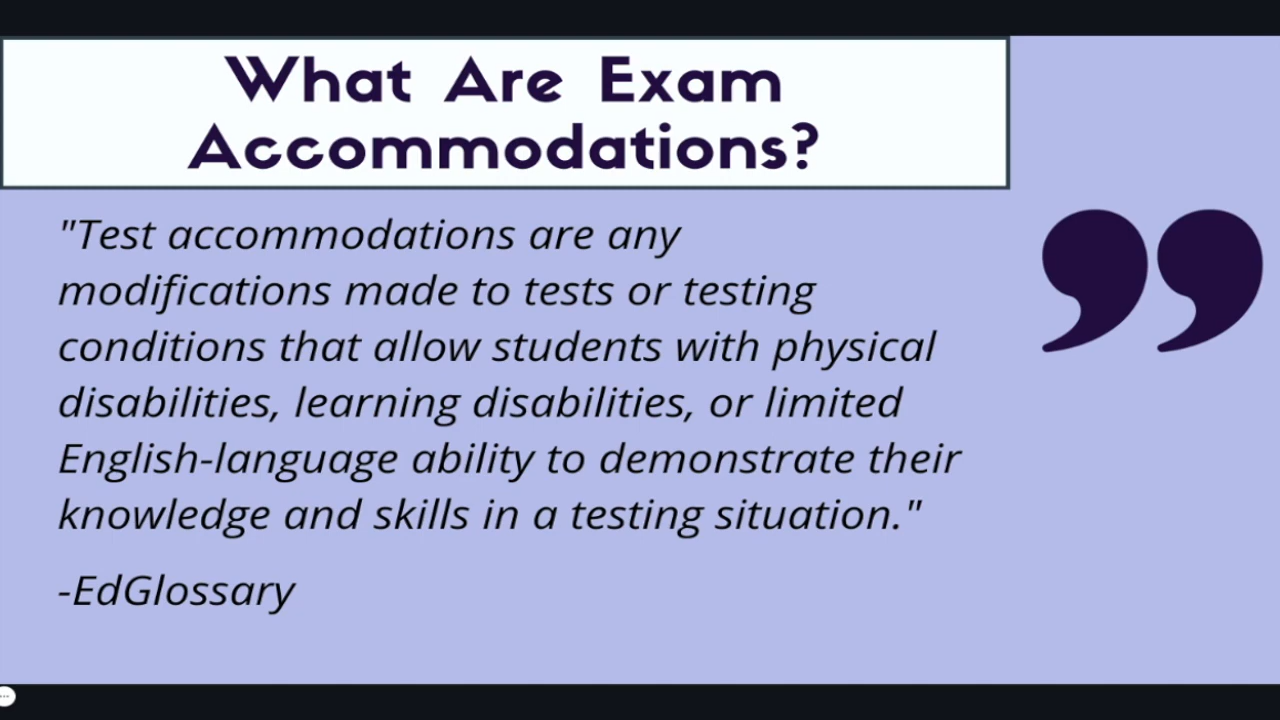 What Are Exam
Accommodations?
"Test accommodations are any
modifications made to tests or testing
conditions that allow students with physical
disabilities, learning disabilities, or limited
English-language ability to demonstrate their
knowledge and skills in a testing situation."
-EdGlossary